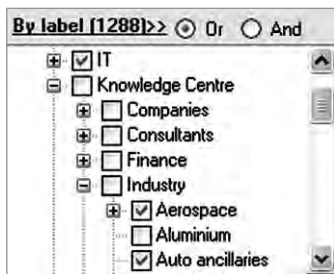 By label (1288)>> Or And
IT
Knowledge Centre
Companies
Consultants
Finance
Industry
Aerospace
Aluminium
Auto ancillaries